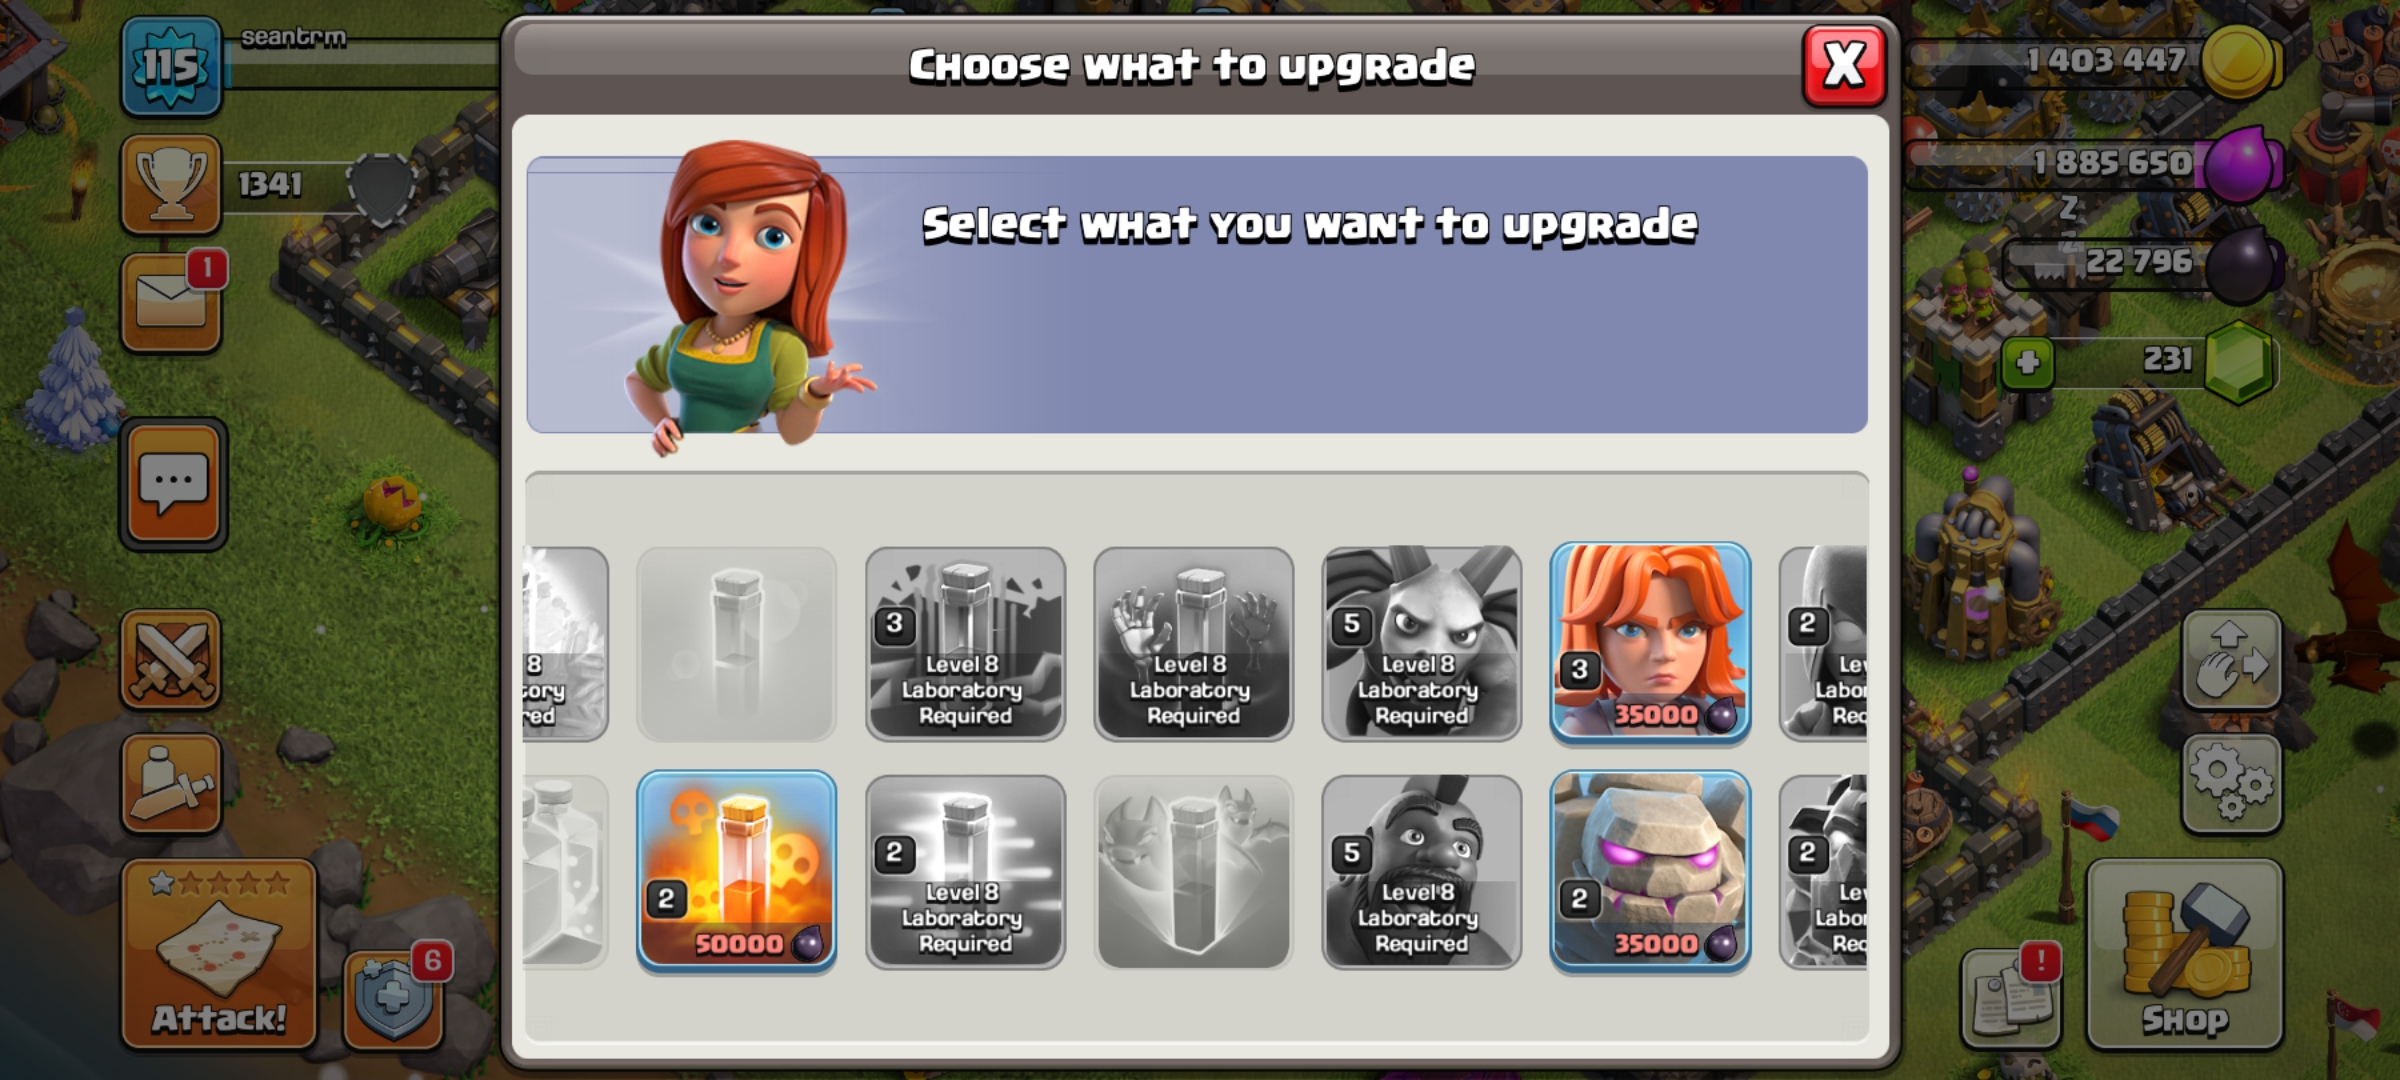 115
seantrm
Choose what to upgrade
X
1 403 447
1341
1 885 650
Select what you want to upgrade
Z
Z
1
22 796
231
8
3
Level 8
Laboratory
Required
Level 8
Laboratory
Required
5
Level 8
Laboratory
Required
3
35000
2
2
50000
2
Level 8
Laboratory
Required
5
Level 8
Laboratory
Required
2
35000
2
Attack!
6
!
Shop